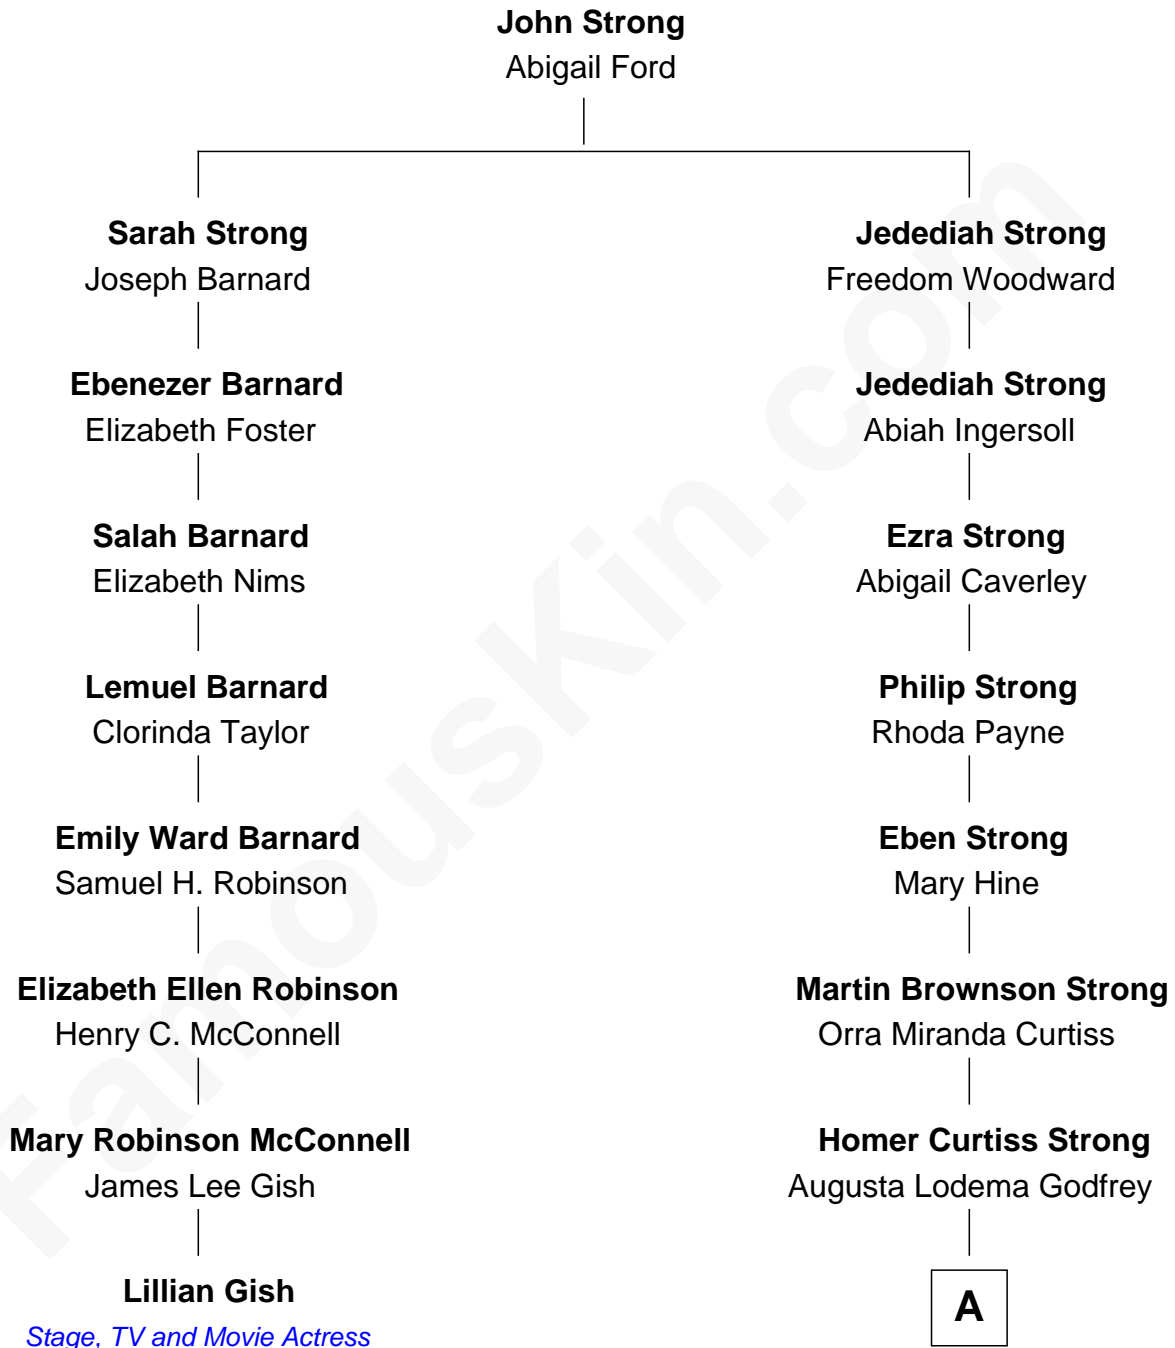 John Strong
Abigail Ford
Sarah Strong
Joseph Barnard
Jedediah Strong
Freedom Woodward
Ebenezer Barnard
Elizabeth Foster
Jedediah Strong
Abiah Ingersoll
Salah Barnard
Elizabeth Nims
Ezra Strong
Abigail Caverley
Lemuel Barnard
Clorinda Taylor
Philip Strong
Rhoda Payne
Emily Ward Barnard
Samuel H. Robinson
Eben Strong
Mary Hine
Elizabeth Ellen Robinson
Henry C. McConnell
Martin Brownson Strong
Orra Miranda Curtiss
Mary Robinson McConnell
James Lee Gish
Homer Curtiss Strong
Augusta Lodema Godfrey
Lillian Gish
Stage, TV and Movie Actress
A
FamousKin.com